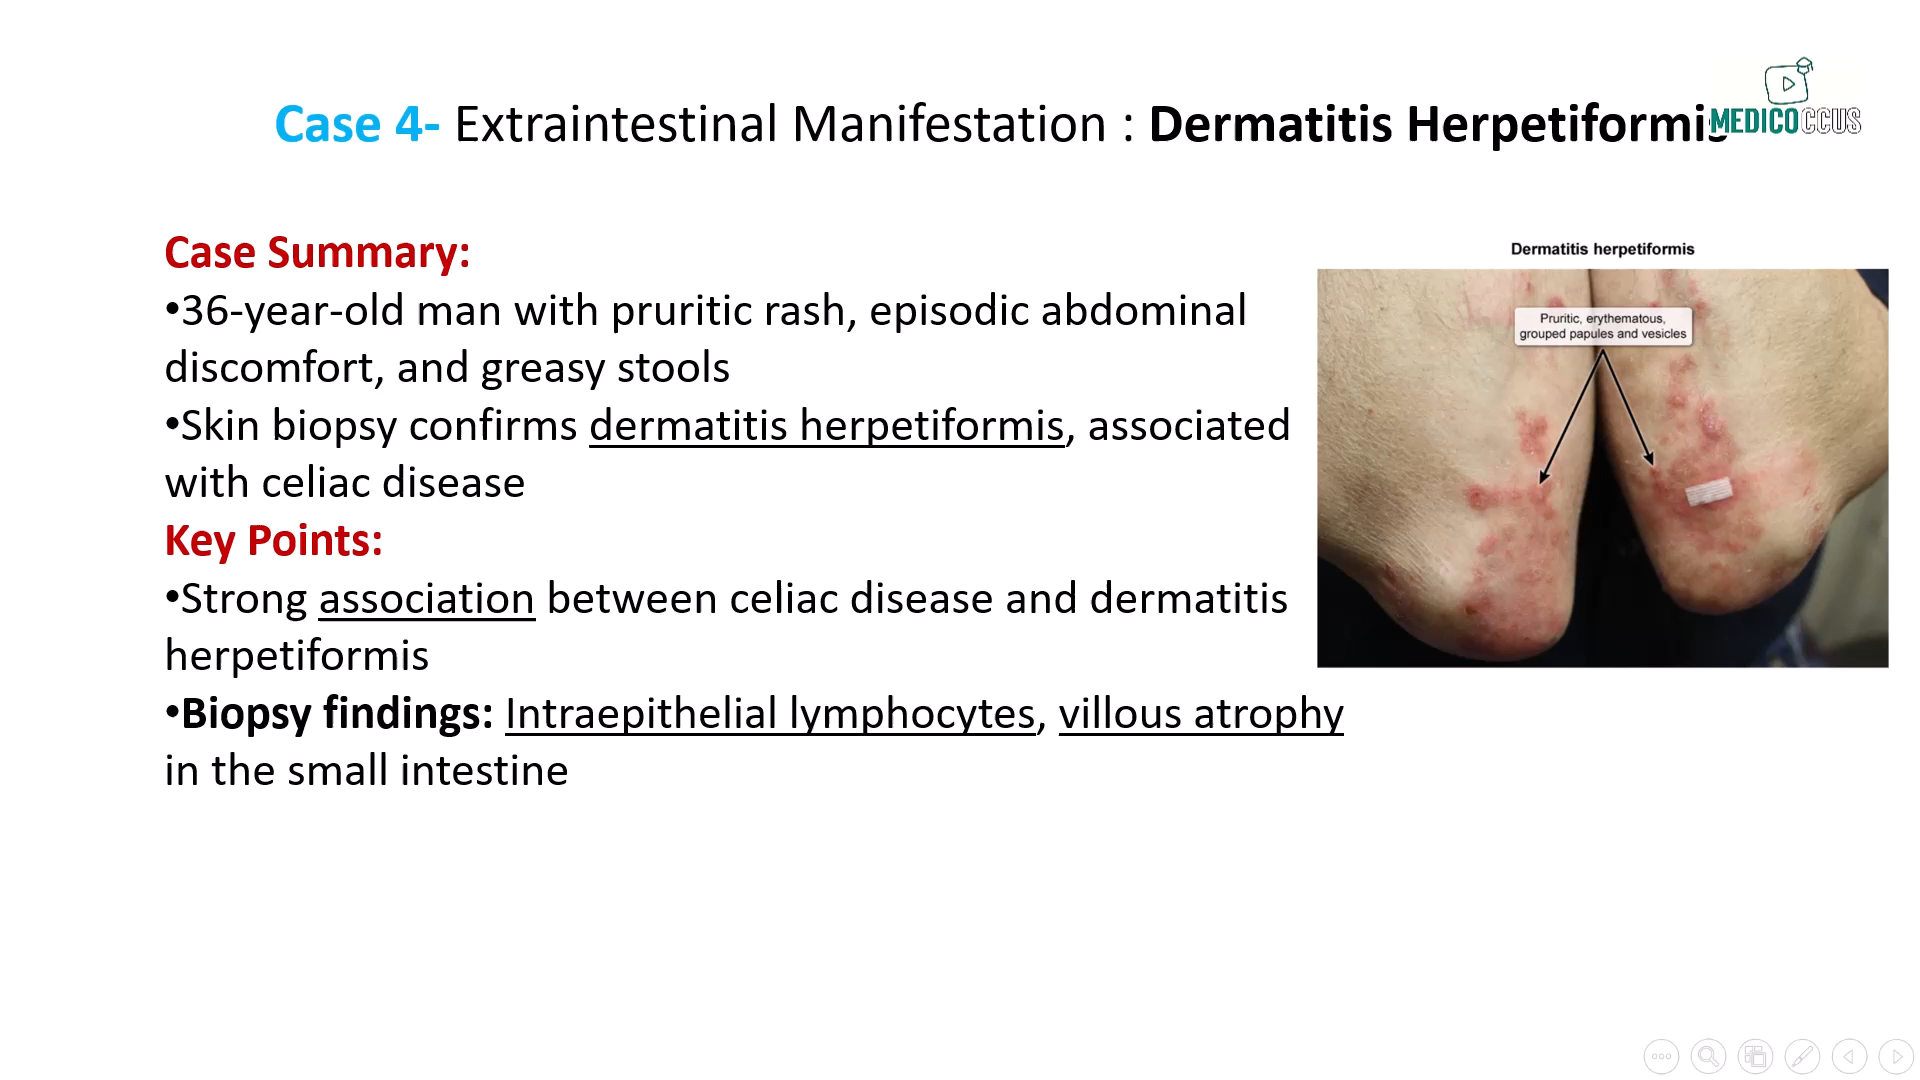 Case 4- Extraintestinal Manifestation : Dermatitis Herpetiformis
MEDICOCCUS
Case Summary:
•36-year-old man with pruritic rash, episodic abdominal
discomfort, and greasy stools
•Skin biopsy confirms dermatitis herpetiformis, associated
with celiac disease
Key Points:
•Strong association between celiac disease and dermatitis
herpetiformis
•Biopsy findings: Intraepithelial lymphocytes, villous atrophy
in the small intestine
Dermatitis herpetiformis
Pruritic, erythematous,
grouped papules and vesicles